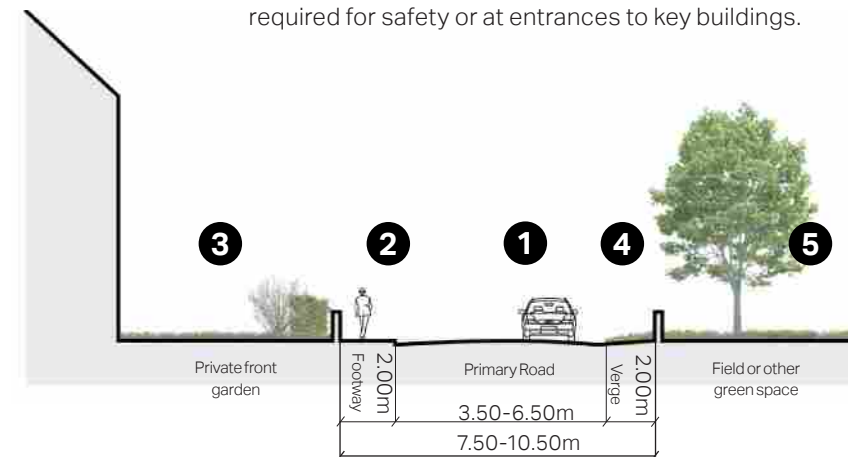 required for safety or at entrances to key buildings.
3
2
1
4
5
Private front
garden
Footway
2.00m
Primary Road
Verge
2.00m
Field or other
green space
3.50-6.50m
7.50-10.50m